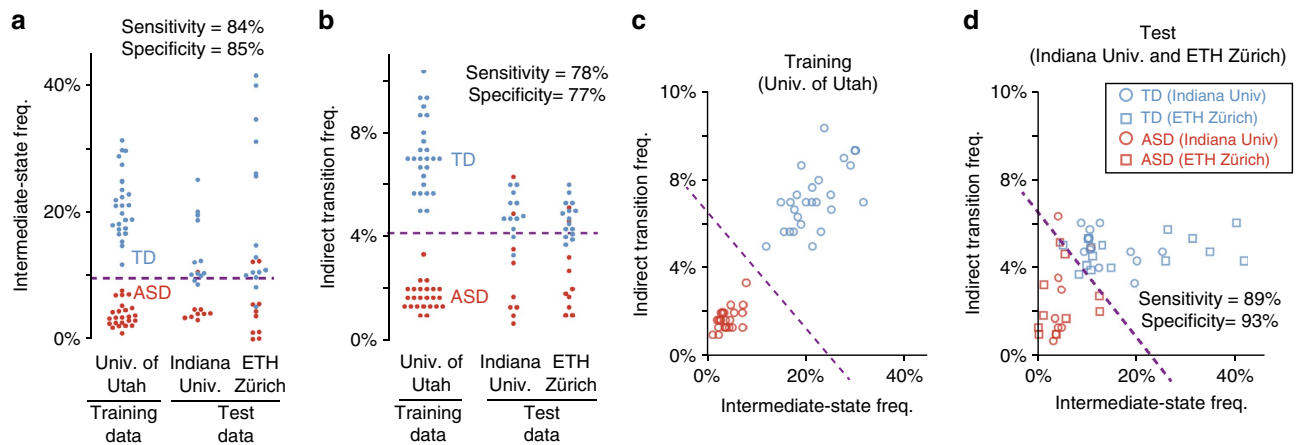 a
Sensitivity = 84%
Specificity = 85%
Intermediate-state freq.
40%
20%
0%
TD
ASD
Univ. of
Utah
Indiana
Univ.
ETH
Zürich
Training
data
Test
data
b
Sensitivity = 78%
Specificity= 77%
Indirect transition freq.
8%
4%
0%
TD
ASD
Univ. of
Utah
Indiana
Univ.
ETH
Zürich
Training
data
Test
data
c
Training
(Univ. of Utah)
Indirect transition freq.
10%
8%
4%
0%
0%
20%
40%
Intermediate-state freq.
d
Test
(Indiana Univ. and ETH Zürich)
Indirect transition freq.
10%
8%
4%
0%
TD (Indiana Univ)
TD (ETH Zürich)
ASD (Indiana Univ)
ASD (ETH Zürich)
Sensitivity = 89%
Specificity= 93%
0%
20%
40%
Intermediate-state freq.